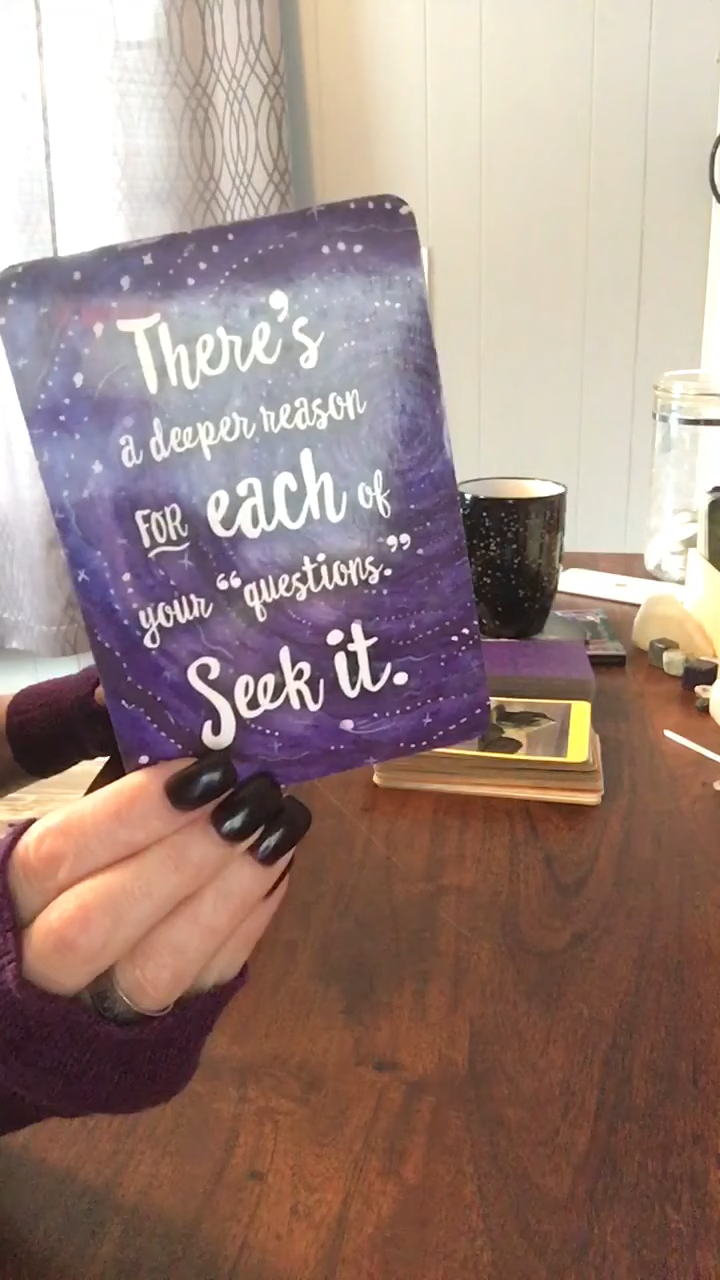 There's
a deeper reason
FOR each of
your “questions.”
Seek it.